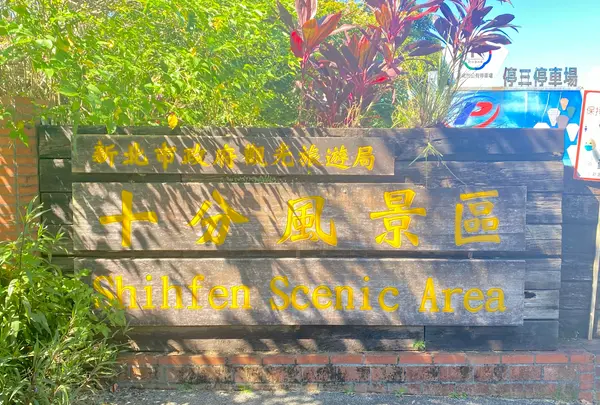 新北市政府觀光旅遊局
十分風景區
Shihfen Scenic Area
停三停車場